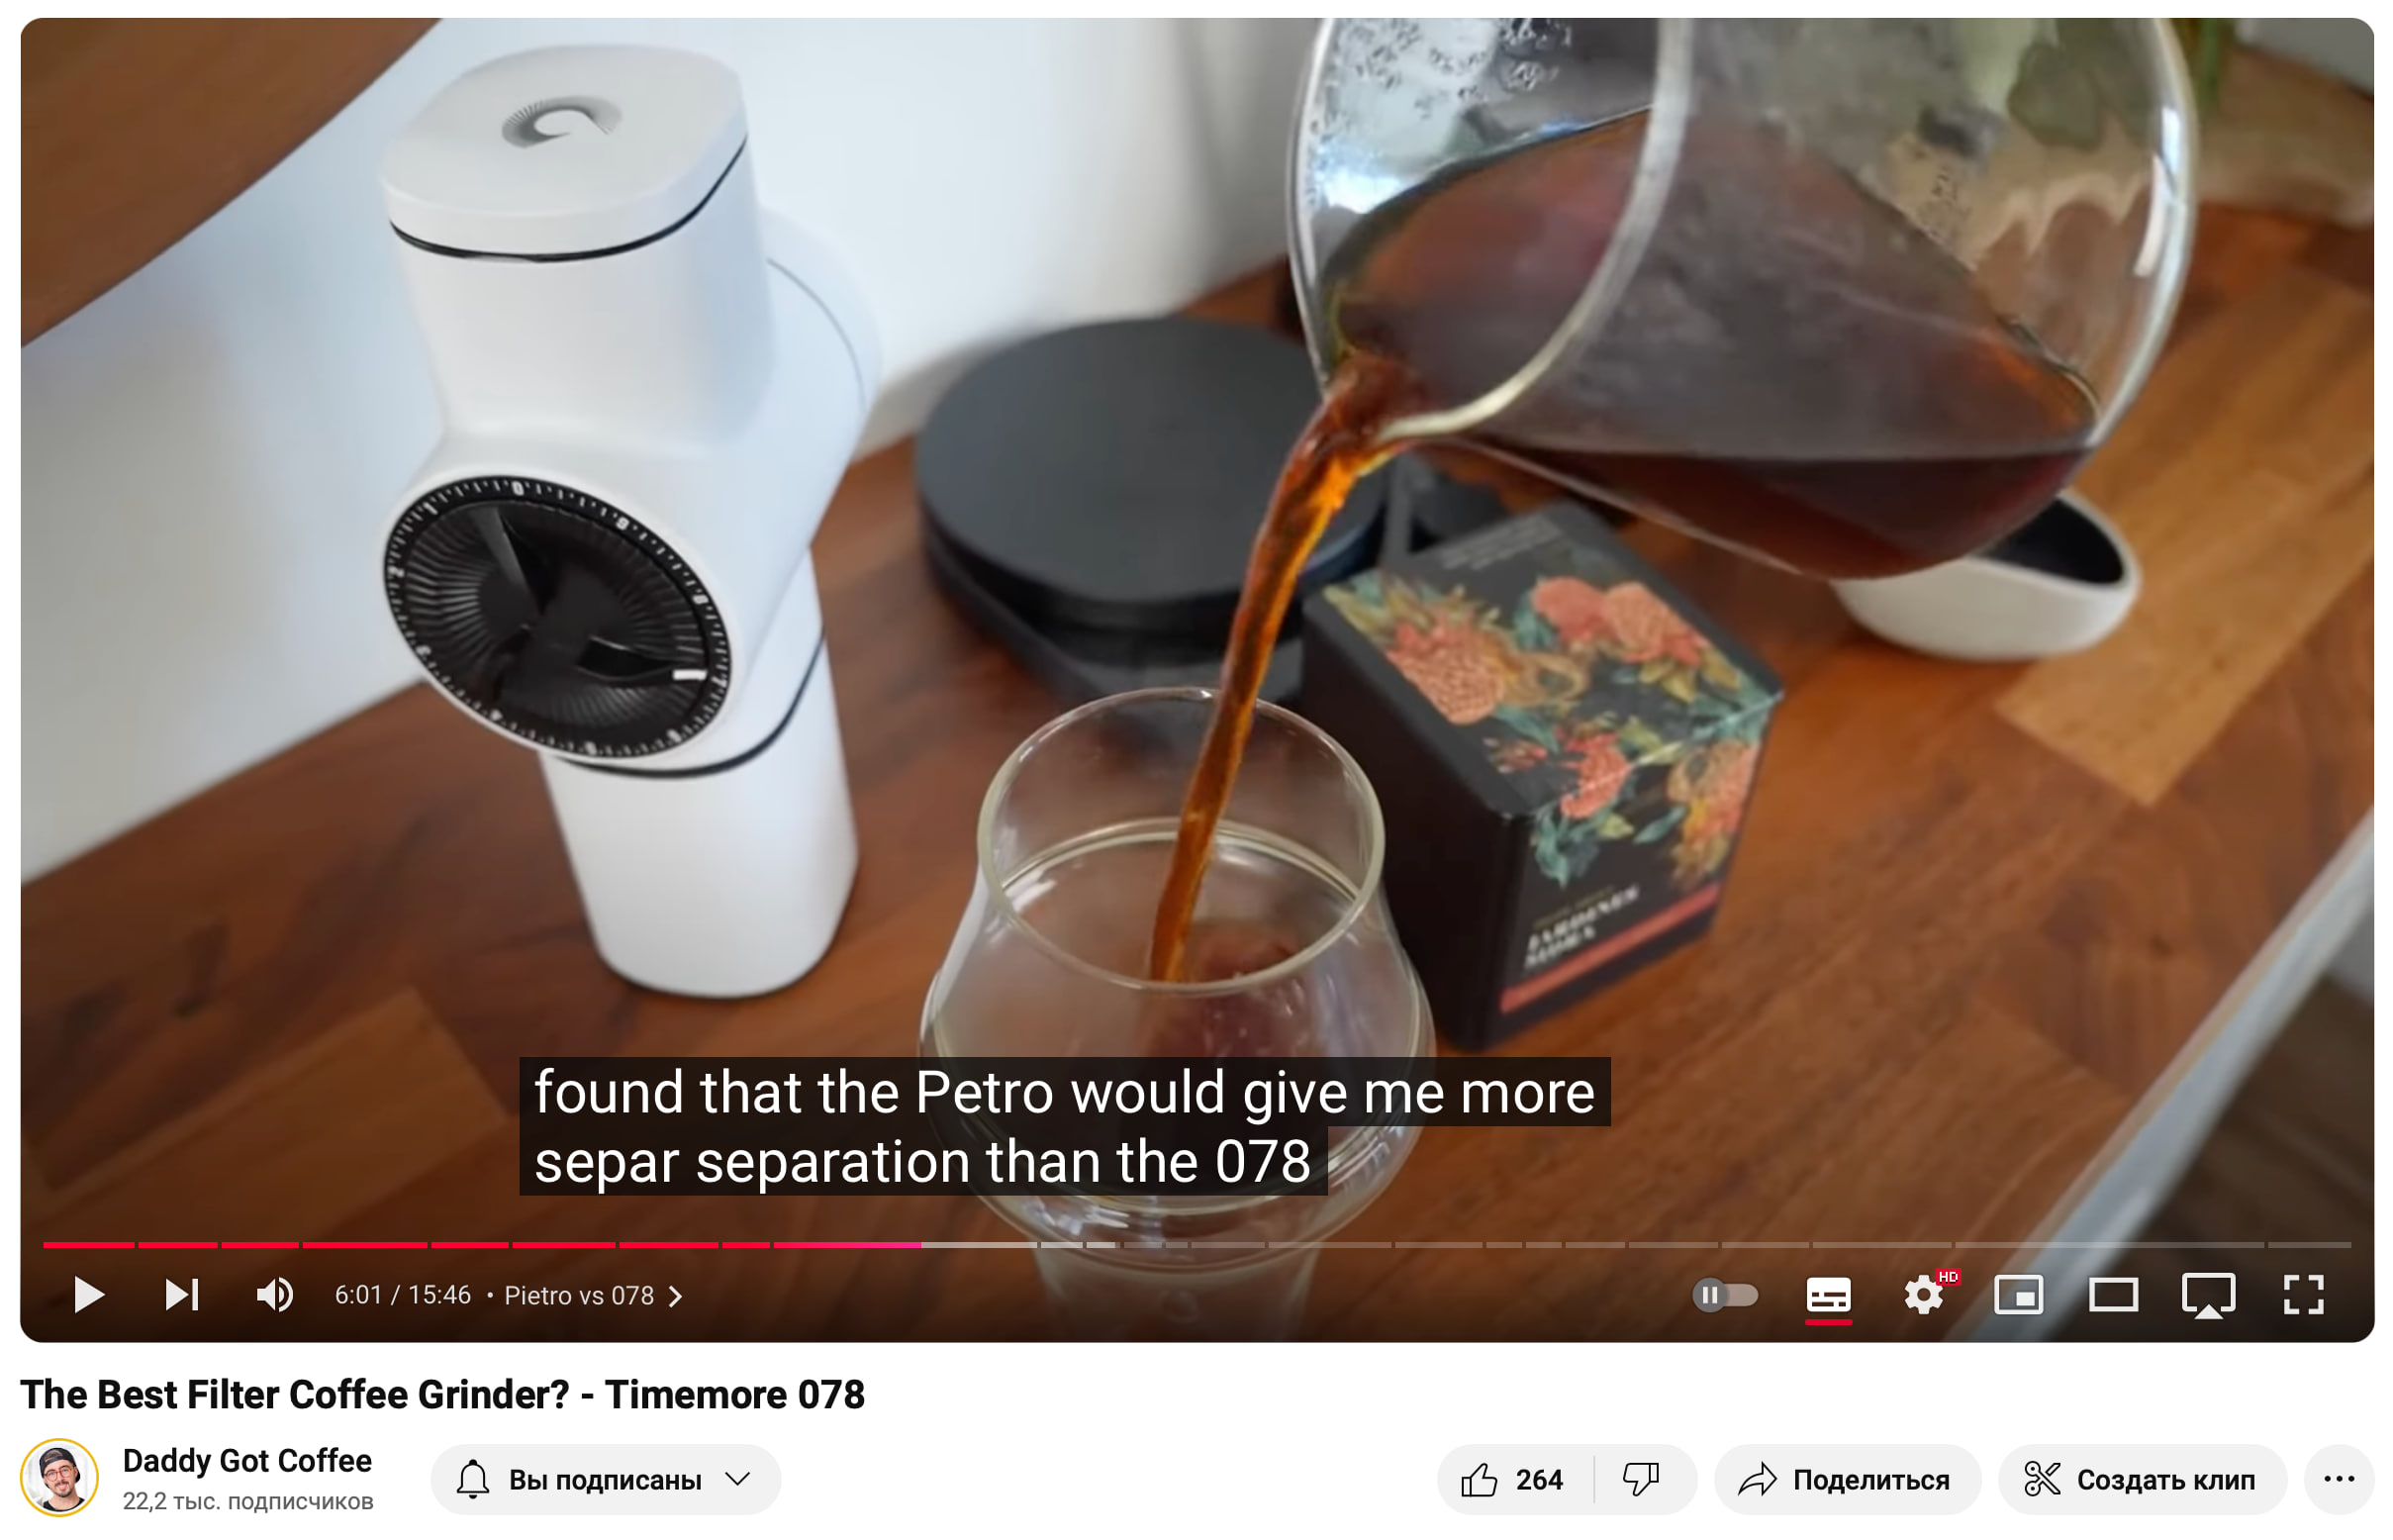 found that the Petro would give me more
separ separation than the 078
6:01 / 15:46 • Pietro vs 078
HD
The Best Filter Coffee Grinder? - Timemore 078
Daddy Got Coffee
22,2 тыс. подписчиков
Вы подписаны
264
Поделиться
Создать клип